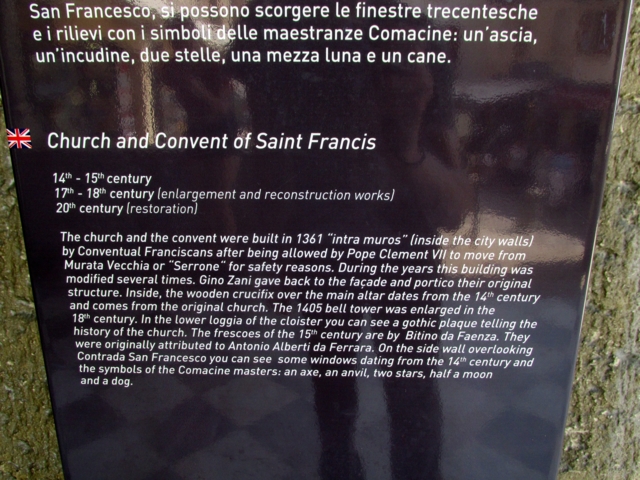 San Francesco, si possono scorgere le finestre trecentesche
e i rilievi con i simboli delle maestranze Comacine: un'ascia,
un'incudine, due stelle, una mezza luna e un cane.
Church and Convent of Saint Francis
14th - 15th century
17th - 18th century (enlargement and reconstruction works)
20th century (restoration)
The church and the convent were built in 1361 "intra muros" (inside the city walls)
by Conventual Franciscans after being allowed by Pope Clement VII to move from
Murata Vecchia or "Serrone" for safety reasons. During the years this building was
modified several times. Gino Zani gave back to the façade and portico their original
structure. Inside, the wooden crucifix over the main altar dates from the 14th century
and comes from the original church. The 1405 bell tower was enlarged in the
18th century. In the lower loggia of the cloister you can see a gothic plaque telling the
history of the church. The frescoes of the 15th century are by Bitino da Faenza. They
were originally attributed to Antonio Alberti da Ferrara. On the side wall overlooking
Contrada San Francesco you can see some windows dating from the 14th century and
the symbols of the Comacine masters: an axe, an anvil, two stars, half a moon
and a dog.